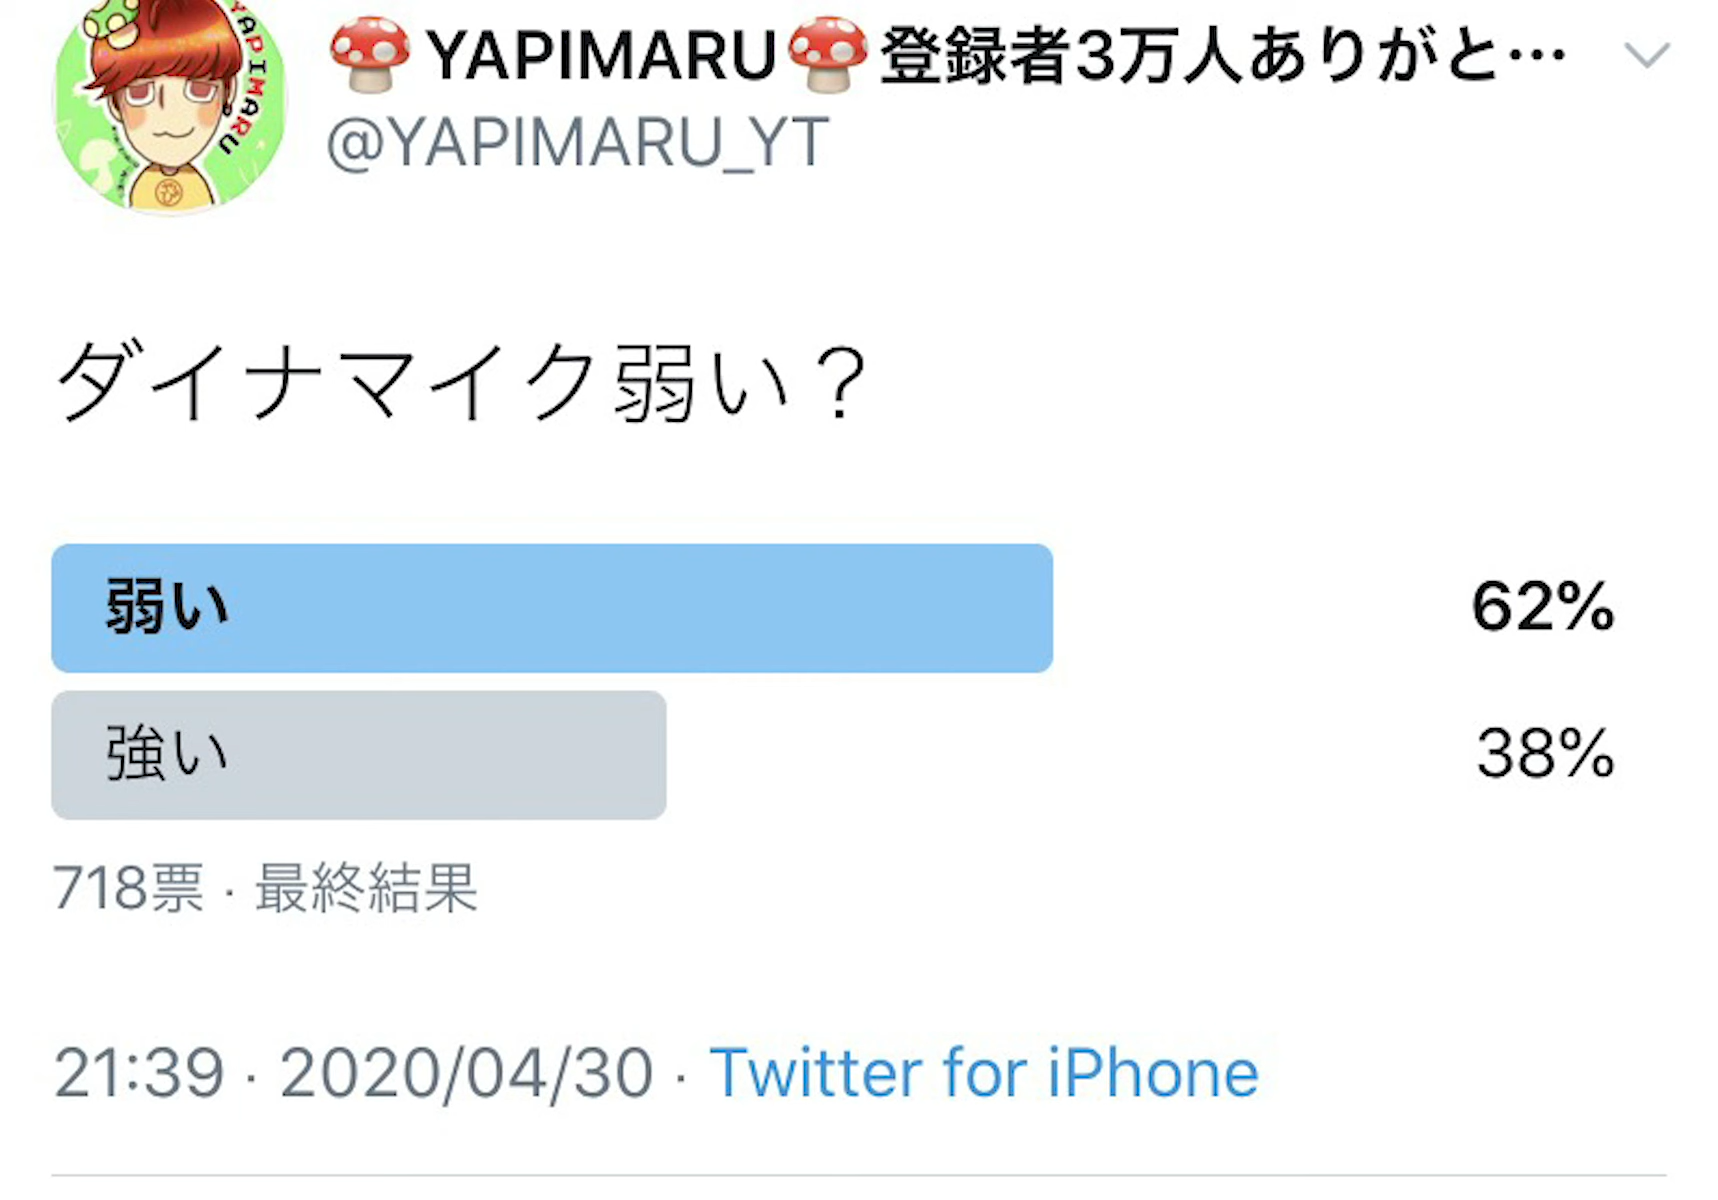 YAPIMARU
🍄YAPIMARU🍄登録者3万人ありがと…
@YAPIMARU_YT
ダイナマイク弱い？
弱い 62%
強い 38%
718票 · 最終結果
21:39 · 2020/04/30 · Twitter for iPhone